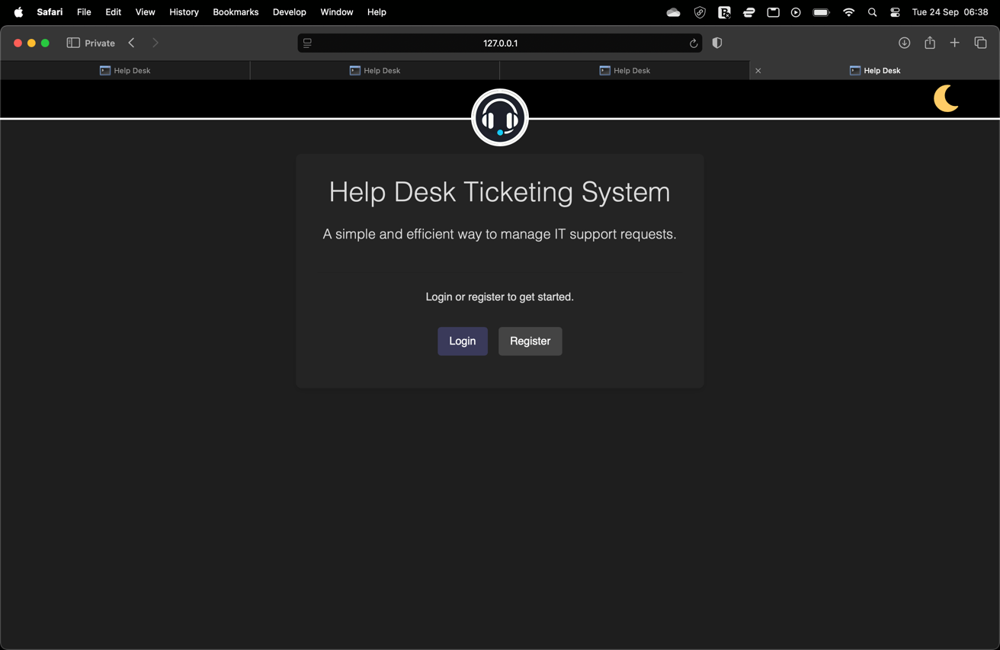 Safari File Edit View History Bookmarks Develop Window Help Tue 24 Sep 06:38
Private 127.0.0.1
Help Desk Help Desk Help Desk Help Desk
Help Desk Ticketing System
A simple and efficient way to manage IT support requests.
Login or register to get started.
Login Register